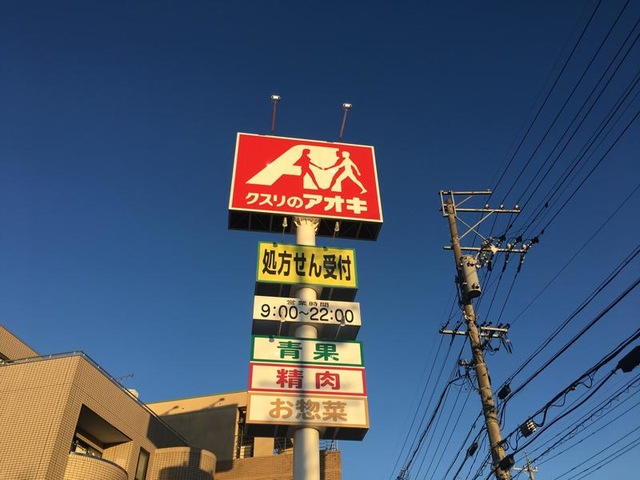 クスリのアオキ
処方せん受付
営業時間
9:00~22:00
青果
精肉
お惣菜